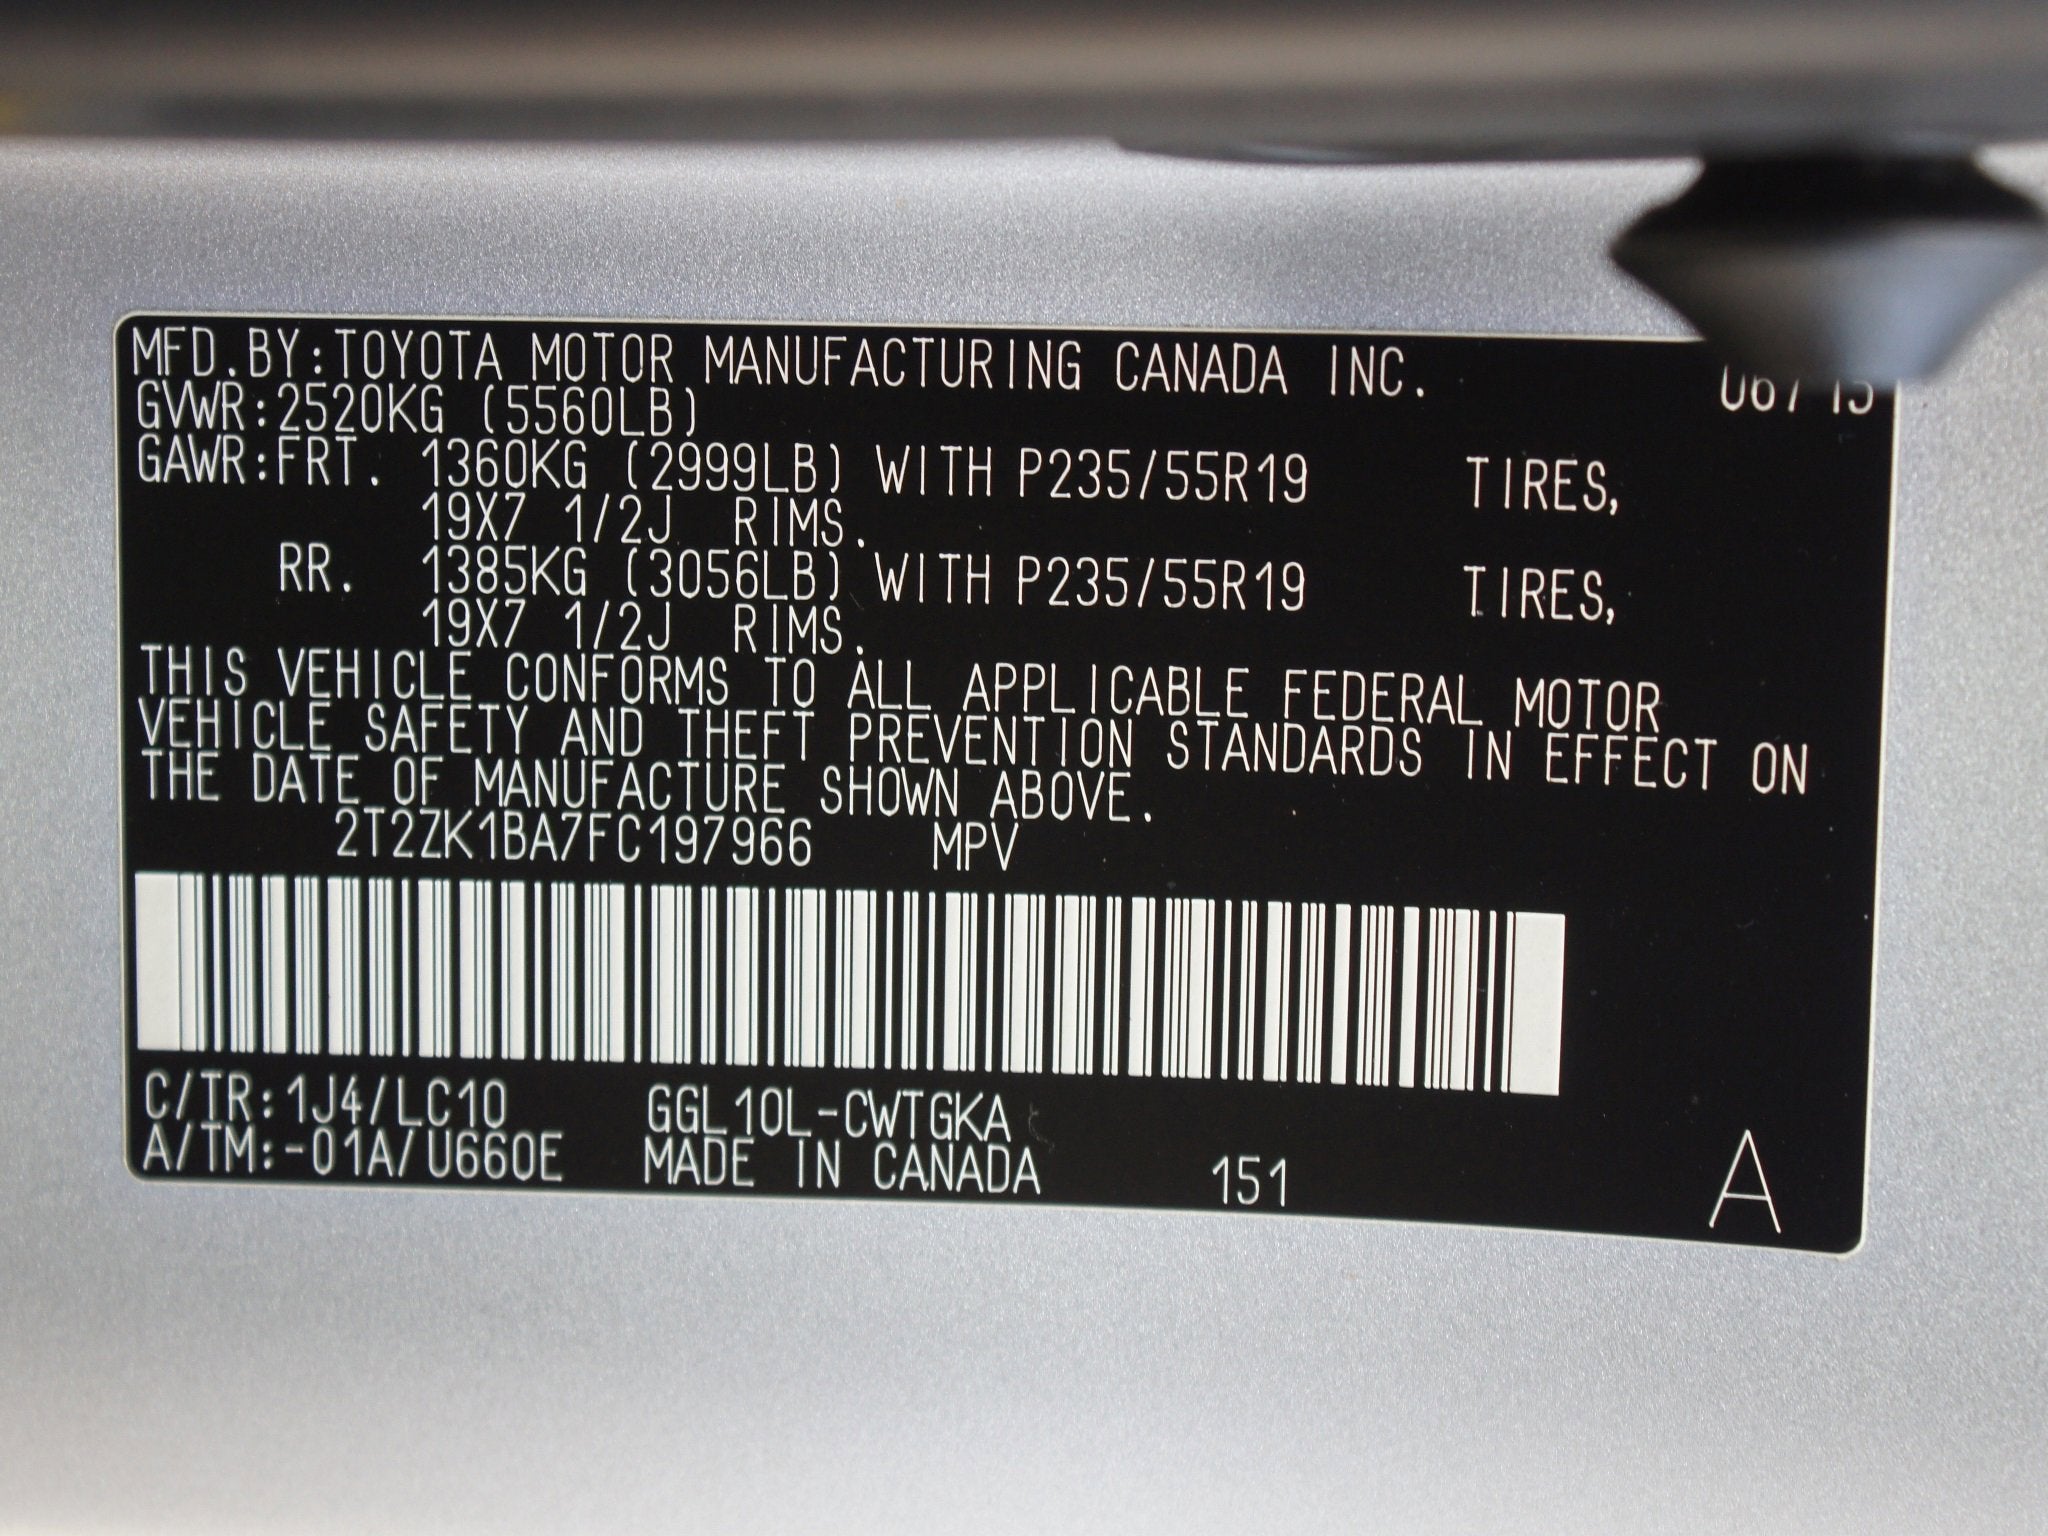 MFD.BY:TOYOTA MOTOR MANUFACTURING CANADA INC. 06/15
GVWR:2520KG (5560LB)
GAWR:FRT. 1360KG (2999LB) WITH P235/55R19 TIRES,
19X7 1/2J RIMS.
RR. 1385KG (3056LB) WITH P235/55R19 TIRES,
19X7 1/2J RIMS.
THIS VEHICLE CONFORMS TO ALL APPLICABLE FEDERAL MOTOR
VEHICLE SAFETY AND THEFT PREVENTION STANDARDS IN EFFECT ON
THE DATE OF MANUFACTURE SHOWN ABOVE.
2T2ZK1BA7FC197966 MPV
C/TR:1J4/LC10 GGL10L-CWTGKA
A/TM:-01A/U660E MADE IN CANADA 151 A